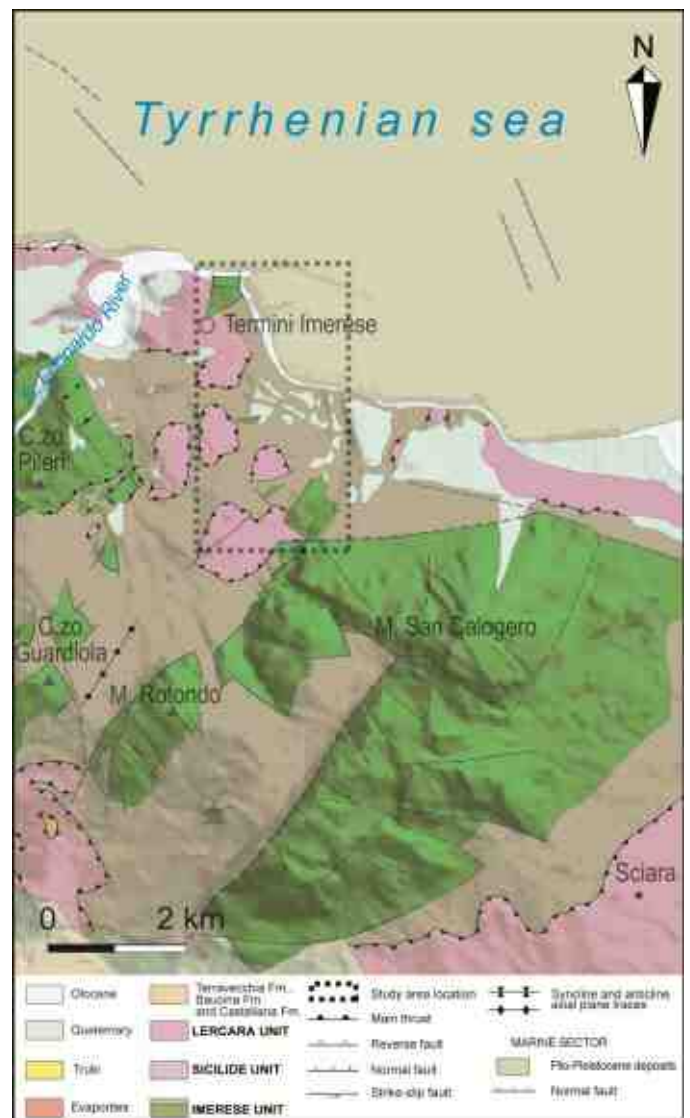 N
Tyrrhenian sea
River
Termini Imerese
C.zo
Pileri
M. San Calogero
C.zo
Guardiola
M. Rotondo
Sciara
0 2 km
Olocene
Quaternary
Trubi
Evaporites
Terravecchia Fm.,
Baucina Fm.
and Castellana Fm.
LERCARA UNIT
SICILIDE UNIT
IMERESE UNIT
Study area location
Main thrust
Reverse fault
Normal fault
Strike-slip fault
Syncline and anticline
axial plane traces
MARINE SECTOR
Plio-Pleistocene deposits
Normal fault